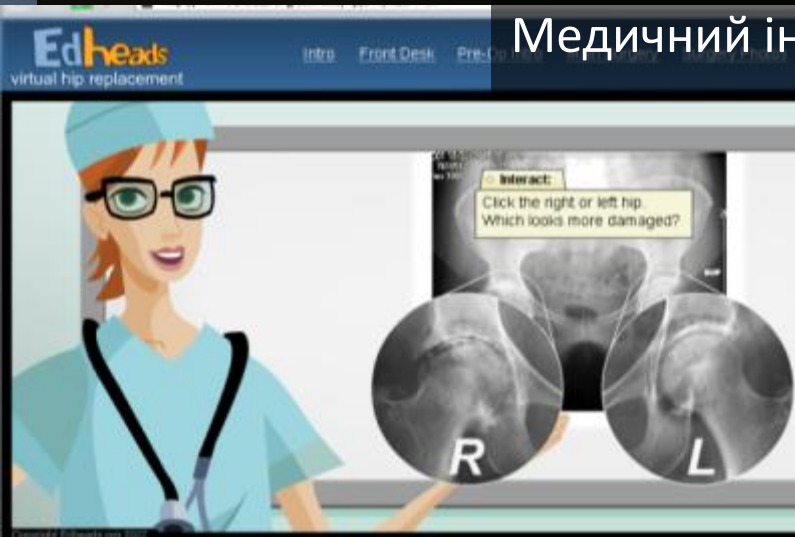 Медичний ін
Edheads
virtual hip replacement
Intro Front Desk
Interact:
Click the right or left hip.
Which looks more damaged?
R
L